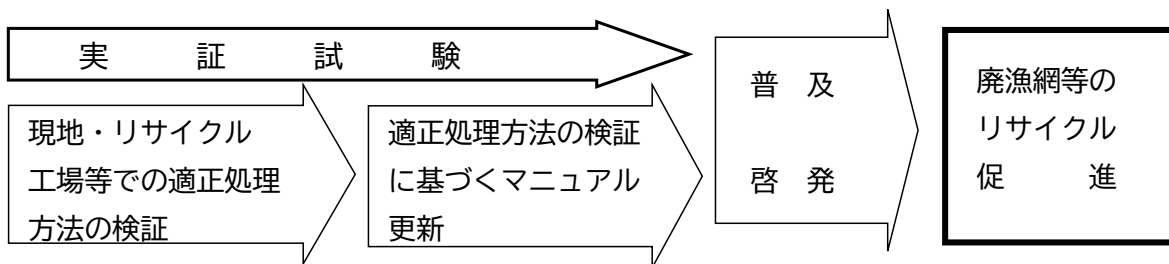 実証試験
現地・リサイクル
工場等での適正処理
方法の検証
適正処理方法の検証
に基づくマニュアル
更新
普及
啓発
廃漁網等の
リサイクル
促進